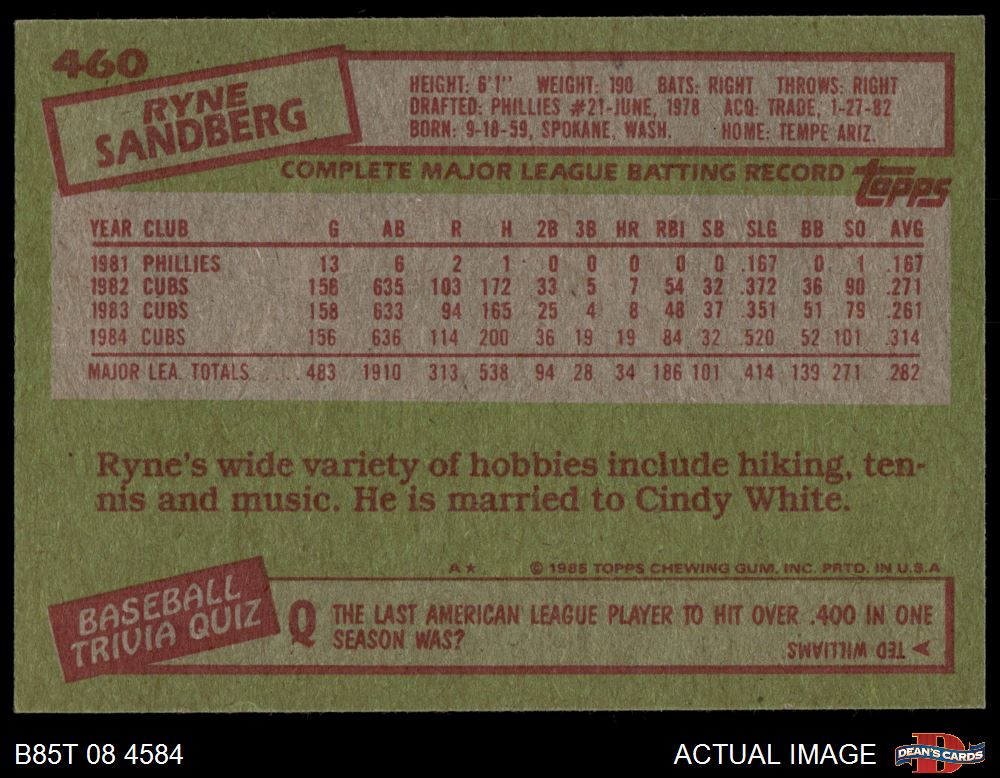 460
RYNE
SANDBERG
HEIGHT: 6'1" WEIGHT: 190 BATS: RIGHT THROWS: RIGHT
DRAFTED: PHILLIES #21-JUNE, 1978 ACQ: TRADE, 1-27-82
BORN: 9-18-59, SPOKANE, WASH. HOME: TEMPE ARIZ.
COMPLETE MAJOR LEAGUE BATTING RECORD topps
YEAR CLUB G AB R H 2B 3B HR RBI SB SLG BB SO AVG
1981 PHILLIES 13 6 2 1 0 0 0 0 0 .167 0 1 .167
1982 CUBS 156 635 103 172 33 5 7 54 32 .372 36 90 .271
1983 CUBS 158 633 94 165 25 4 8 48 37 .351 51 79 .261
1984 CUBS 156 636 114 200 36 19 19 84 32 .520 52 101 .314
MAJOR LEA. TOTALS.....483 1910 313 538 94 28 34 186 101 .414 139 271 .282
Ryne's wide variety of hobbies include hiking, ten-
nis and music. He is married to Cindy White.
A★ © 1985 TOPPS CHEWING GUM, INC. PRTD. IN U.S.A
BASEBALL
TRIVIA QUIZ
Q THE LAST AMERICAN LEAGUE PLAYER TO HIT OVER .400 IN ONE
SEASON WAS?
A TED WILLIAMS
B85T 08 4584
ACTUAL IMAGE
D
DEAN'S CARDS